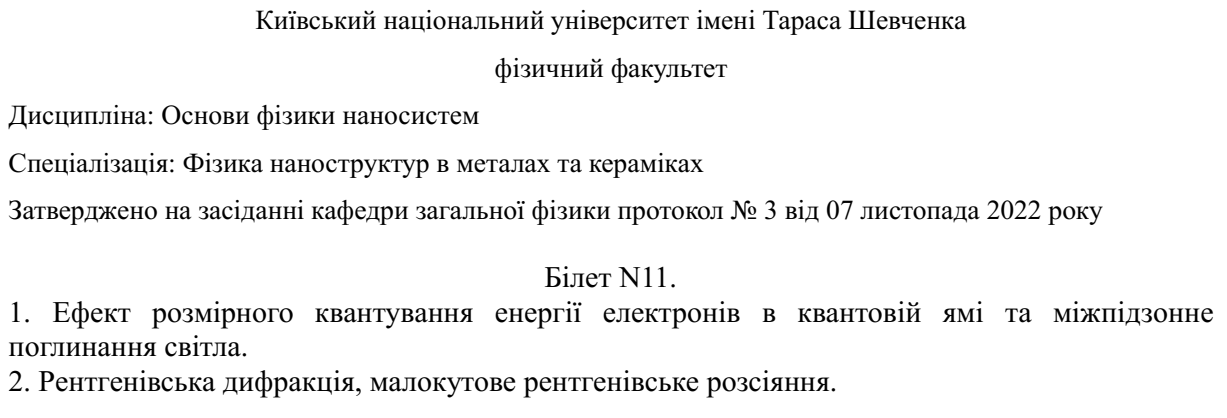 Київський національний університет імені Тараса Шевченка
фізичний факультет
Дисципліна: Основи фізики наносистем
Спеціалізація: Фізика наноструктур в металах та кераміках
Затверджено на засіданні кафедри загальної фізики протокол № 3 від 07 листопада 2022 року
Білет N11.
1. Ефект розмірного квантування енергії електронів в квантовій ямі та міжпідзонне
поглинання світла.
2. Рентгенівська дифракція, малокутове рентгенівське розсіяння.